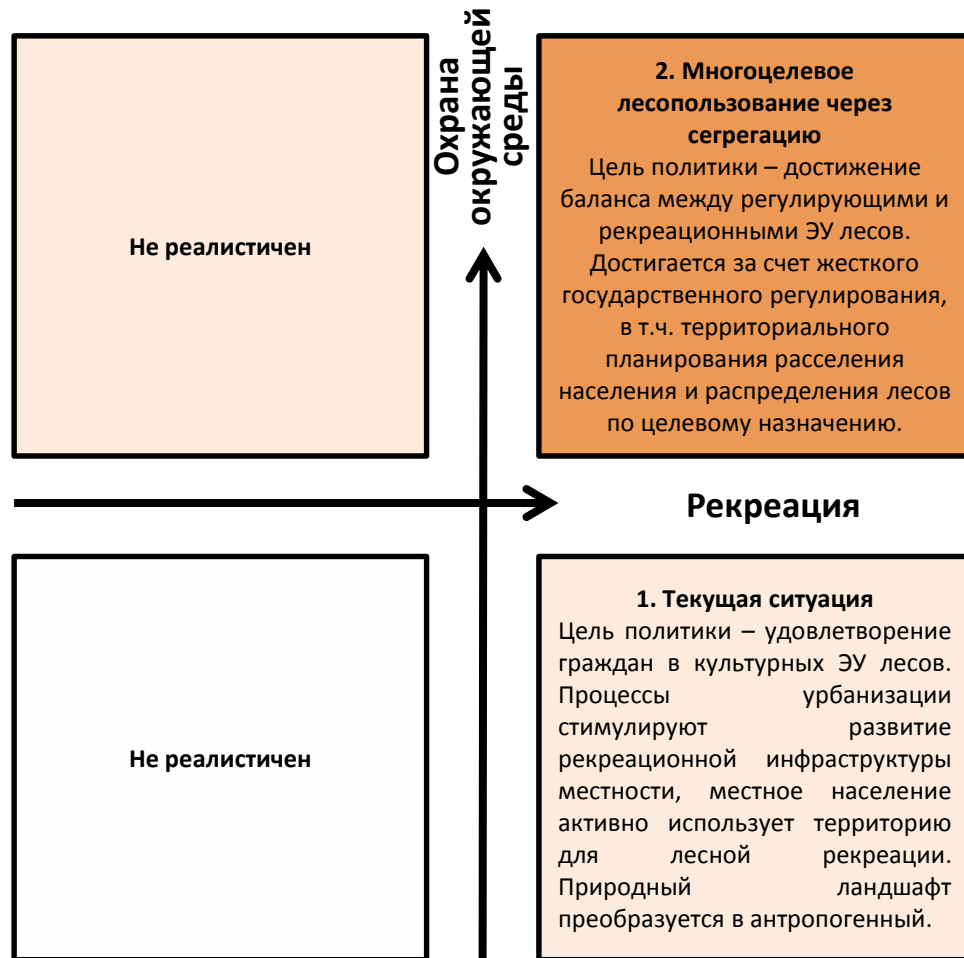 Не реалистичен
Охрана
окружающей
среды
2. Многоцелевое
лесопользование через
сегрегацию
Цель политики – достижение
баланса между регулирующими и
рекреационными ЭУ лесов.
Достигается за счет жесткого
государственного регулирования,
в т.ч. территориального
планирования расселения
населения и распределения лесов
по целевому назначению.
Рекреация
Не реалистичен
1. Текущая ситуация
Цель политики – удовлетворение
граждан в культурных ЭУ лесов.
Процессы урбанизации
стимулируют развитие
рекреационной инфраструктуры
местности, местное население
активно использует территорию
для лесной рекреации.
Природный ландшафт
преобразуется в антропогенный.